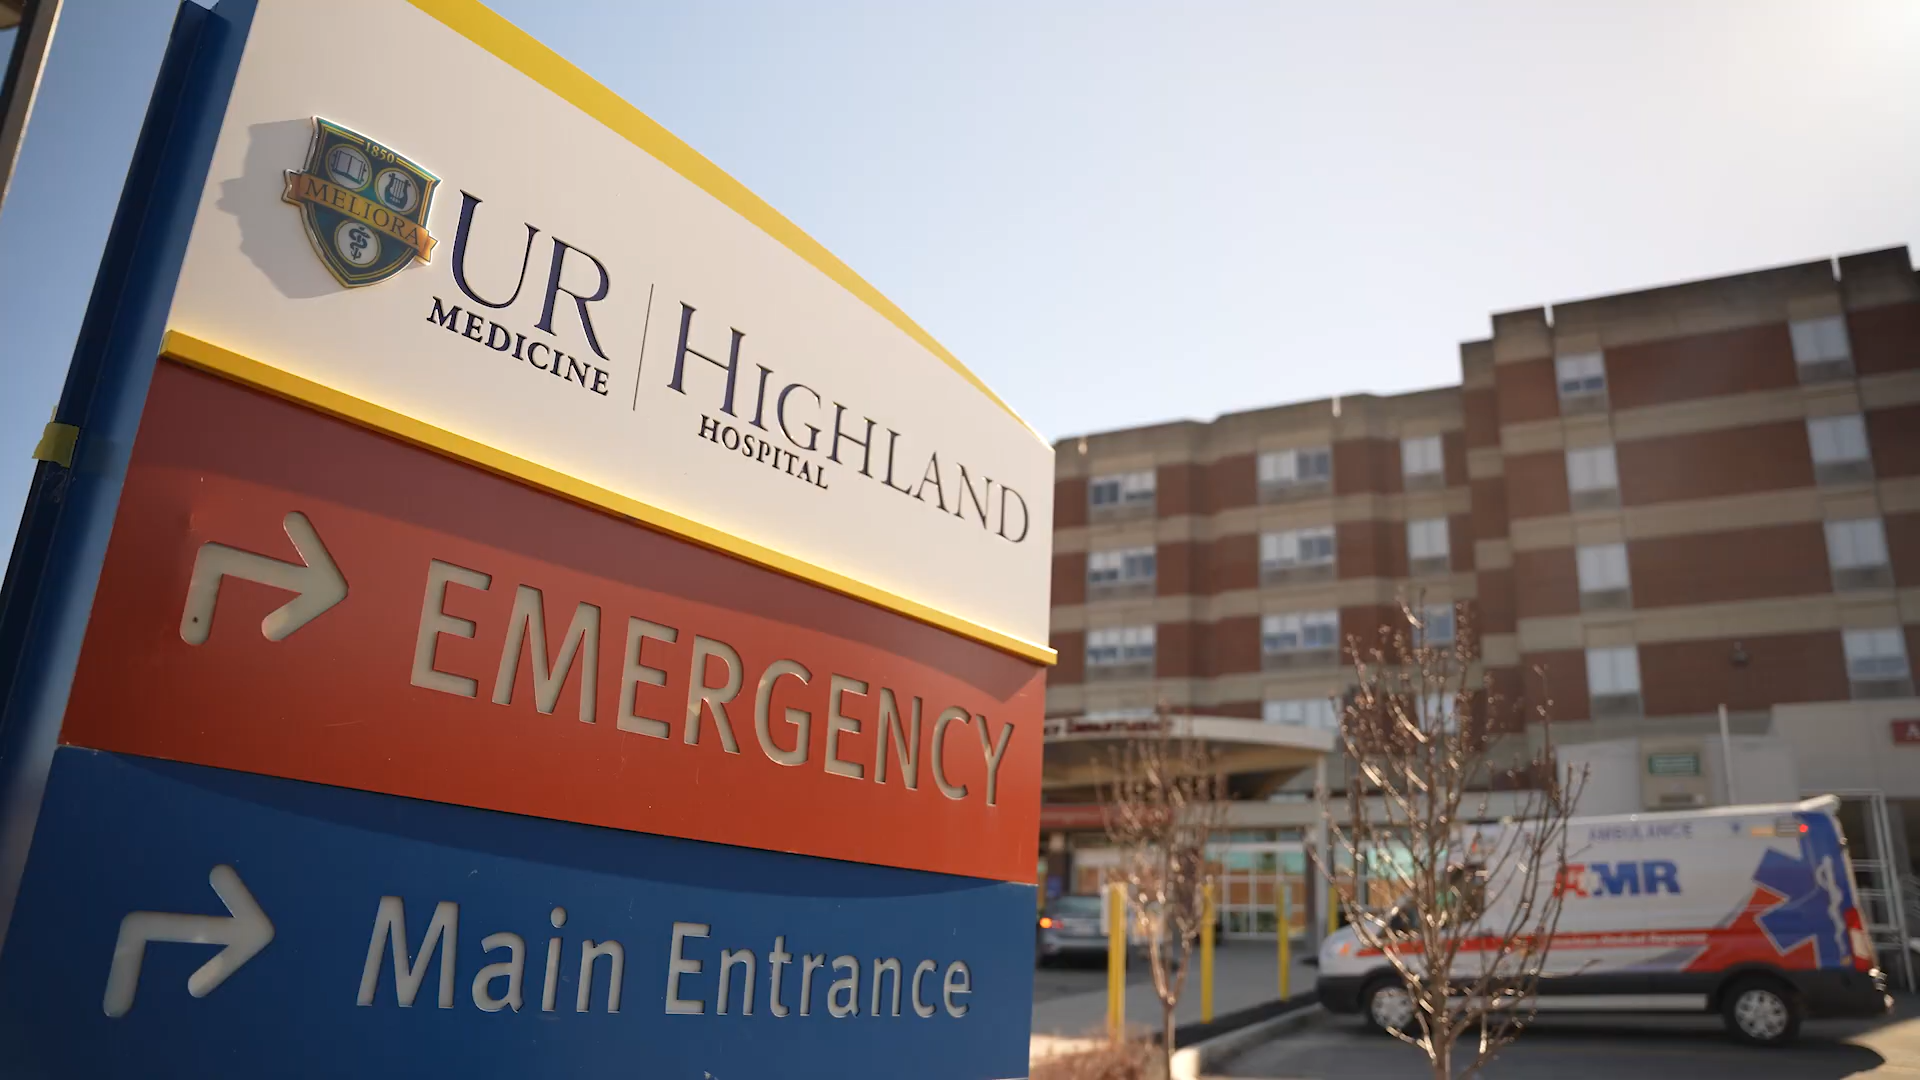 1850
MELIORA
UR
MEDICINE
HIGHLAND
HOSPITAL
EMERGENCY
Main Entrance
AMBULANCE
AMR